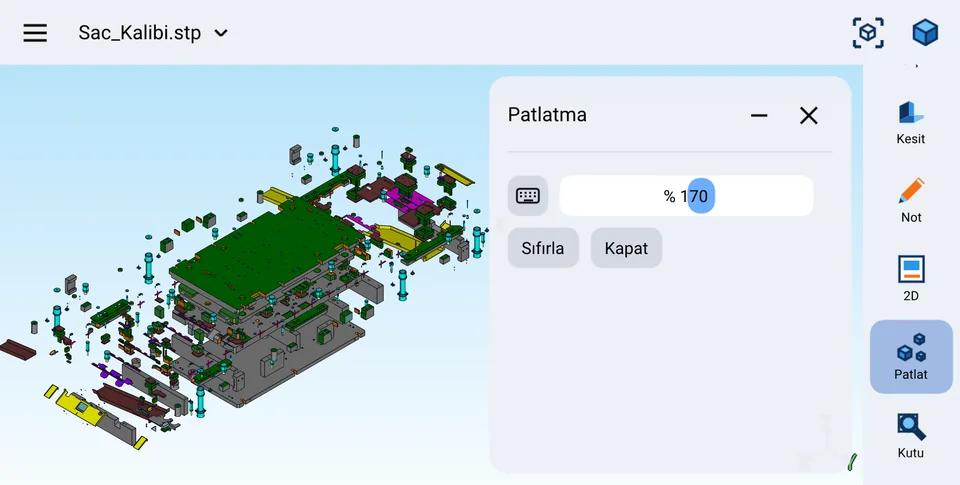 Sac_Kalibi.stp
Patlatma
% 170
Sıfırla
Kapat
Kesit
Not
2D
Patlat
Kutu